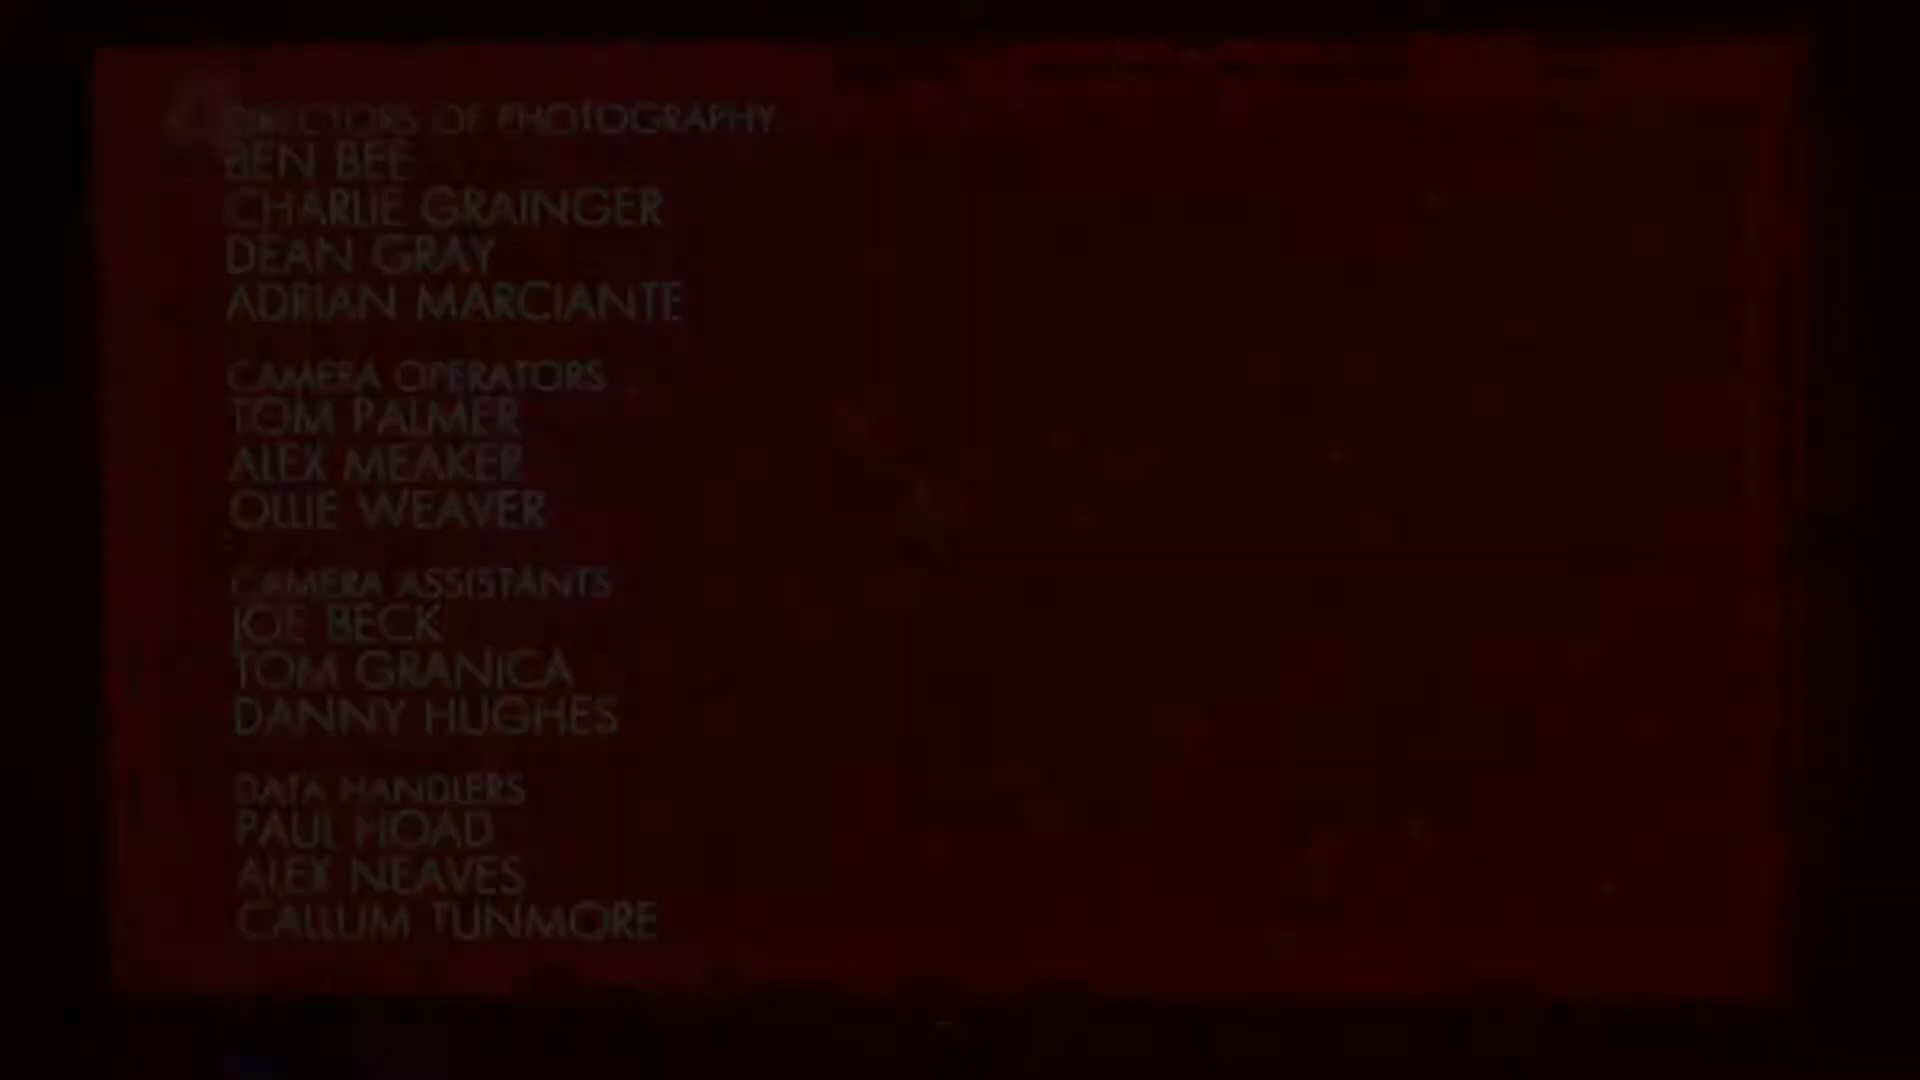 DIRECTORS OF PHOTOGRAPHY
BEN BEE
CHARLIE GRAINGER
DEAN GRAY
ADRIAN MARCIANTE
CAMERA OPERATORS
TOM PALMER
ALEX MEAKER
OLLIE WEAVER
CAMERA ASSISTANTS
JOE BECK
TOM GRANICA
DANNY HUGHES
DATA HANDLERS
PAUL HOAD
ALEX NEAVES
CALLUM TUNMORE